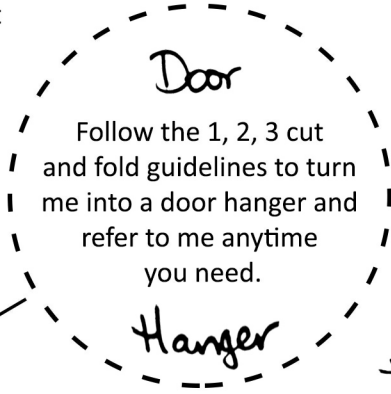 Door
Follow the 1, 2, 3 cut
and fold guidelines to turn
me into a door hanger and
refer to me anytime
you need.
Hanger